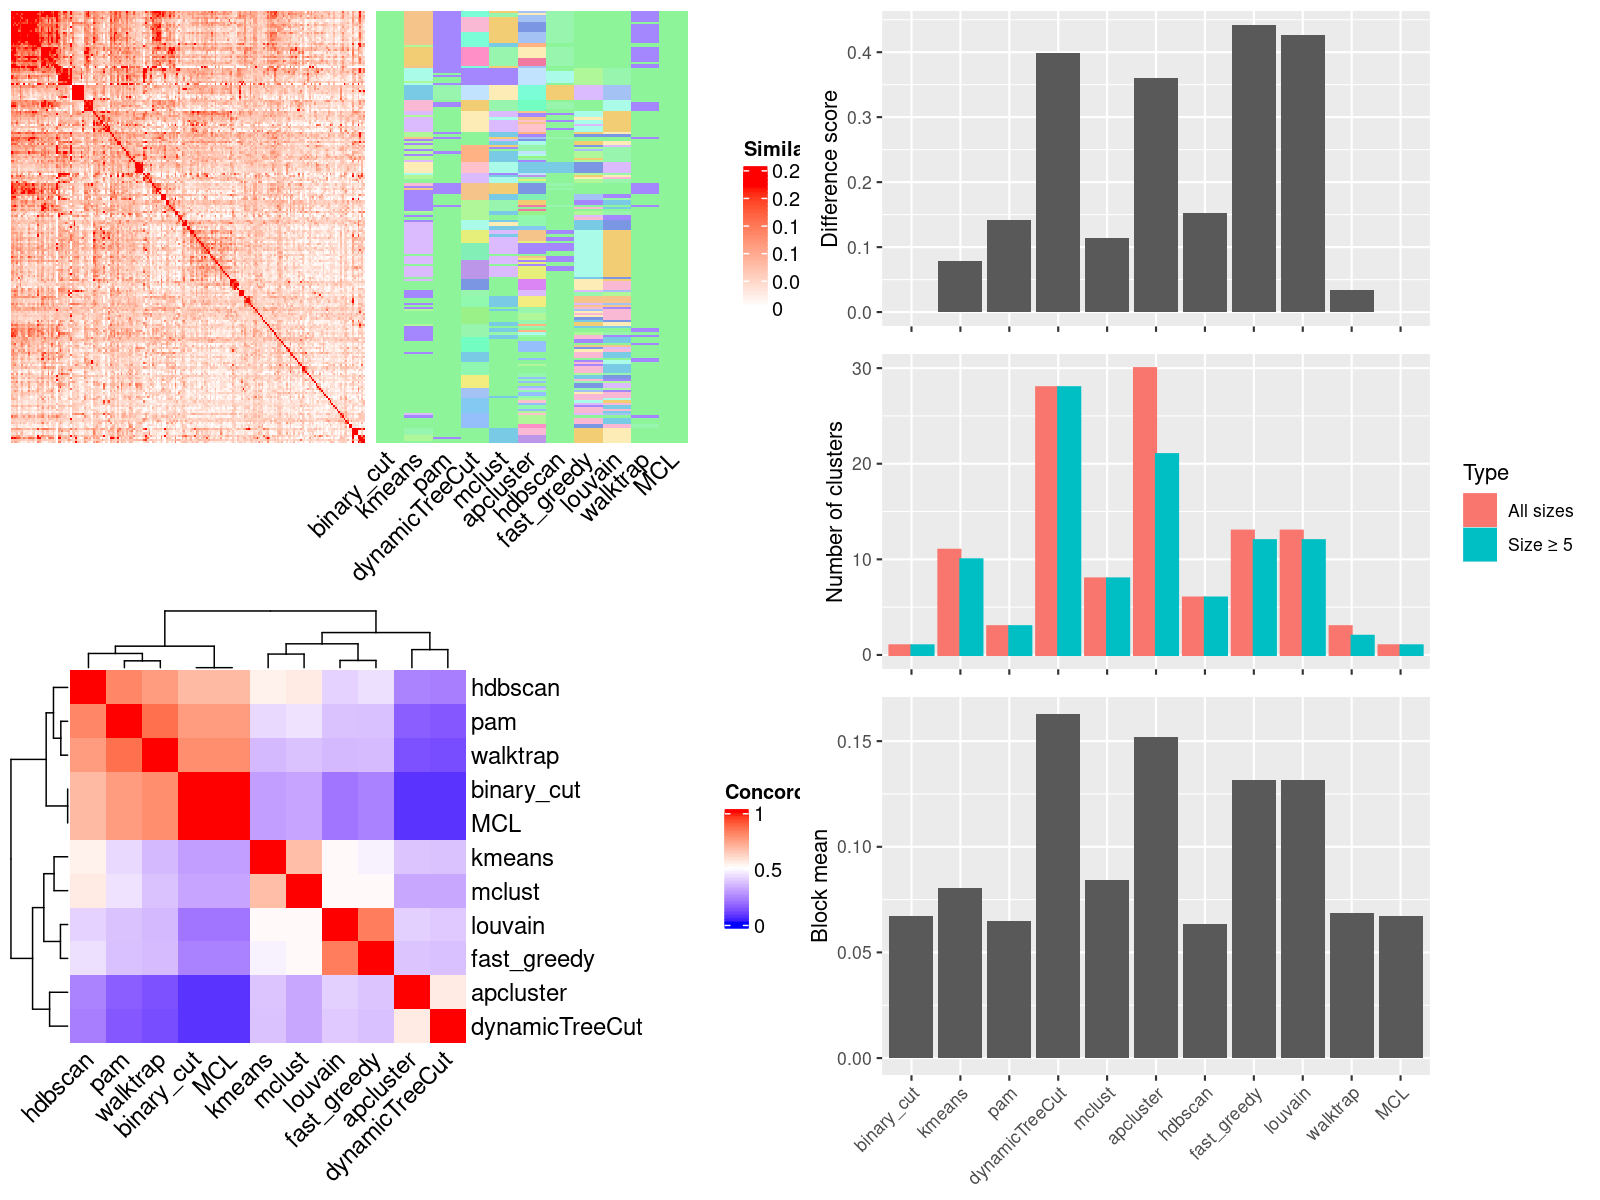 Simila
0.2
0.2
0.1
0.0
0
binary_cut
kmeans
pam
dynamicTreeCut
mclust
apcluster
hdbscan
fast_greedy
louvain
walktrap
MCL
hdbscan
pam
walktrap
binary_cut
MCL
kmeans
mclust
louvain
fast_greedy
apcluster
dynamicTreeCut
hdbscan
pam
walktrap
binary_cut
MCL
kmeans
mclust
louvain
fast_greedy
apcluster
dynamicTreeCut
Concord
1
0.5
0
Difference score
0.4
0.3
0.2
0.1
0.0
Number of clusters
30
20
10
0
Type
All sizes
Size ≥ 5
Block mean
0.15
0.10
0.05
0.00
binary_cut
kmeans
pam
dynamicTreeCut
mclust
apcluster
hdbscan
fast_greedy
louvain
walktrap
MCL